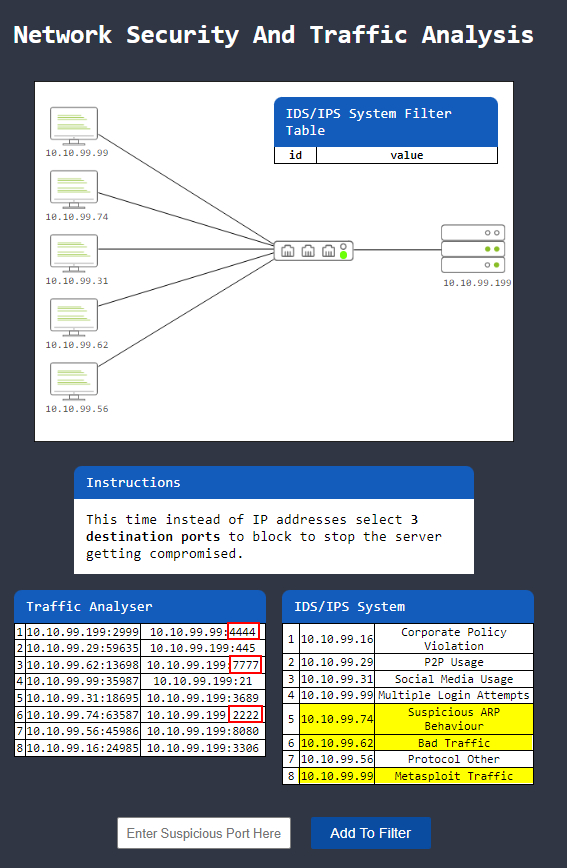 Network Security And Traffic Analysis
IDS/IPS System Filter
Table
id value
10.10.99.99
10.10.99.74
10.10.99.31
10.10.99.62
10.10.99.56
10.10.99.199
Instructions
This time instead of IP addresses select 3
destination ports to block to stop the server
getting compromised.
Traffic Analyser
1 10.10.99.199:2999 10.10.99.99:4444
2 10.10.99.29:59635 10.10.99.199:445
3 10.10.99.62:13698 10.10.99.199:7777
4 10.10.99.99:35987 10.10.99.199:21
5 10.10.99.31:18695 10.10.99.199:3689
6 10.10.99.74:63587 10.10.99.199:2222
7 10.10.99.56:45986 10.10.99.199:8080
8 10.10.99.16:24985 10.10.99.199:3306
IDS/IPS System
1 10.10.99.16 Corporate Policy
Violation
2 10.10.99.29 P2P Usage
3 10.10.99.31 Social Media Usage
4 10.10.99.99 Multiple Login Attempts
5 10.10.99.74 Suspicious ARP
Behaviour
6 10.10.99.62 Bad Traffic
7 10.10.99.56 Protocol Other
8 10.10.99.99 Metasploit Traffic
Enter Suspicious Port Here
Add To Filter